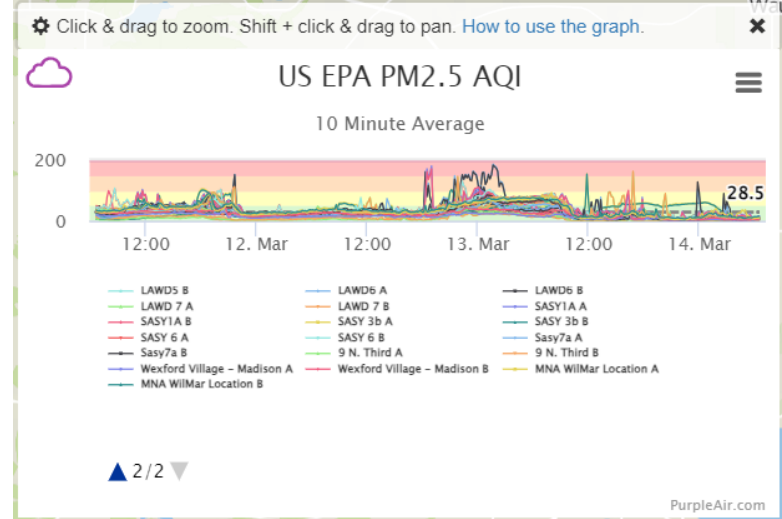 Wau
Click & drag to zoom. Shift + click & drag to pan. How to use the graph.
US EPA PM2.5 AQI
10 Minute Average
200
28.5
0
12:00 12. Mar 12:00 13. Mar 12:00 14. Mar
LAWD5 B LAWD6 A LAWD6 B
LAWD 7 A LAWD 7 B SASY1A A
SASY1A B SASY 3b A SASY 3b B
SASY 6 A SASY 6 B Sasy7a A
Sasy7a B 9 N. Third A 9 N. Third B
Wexford Village – Madison A Wexford Village – Madison B MNA WilMar Location A
MNA WilMar Location B
2/2
PurpleAir.com